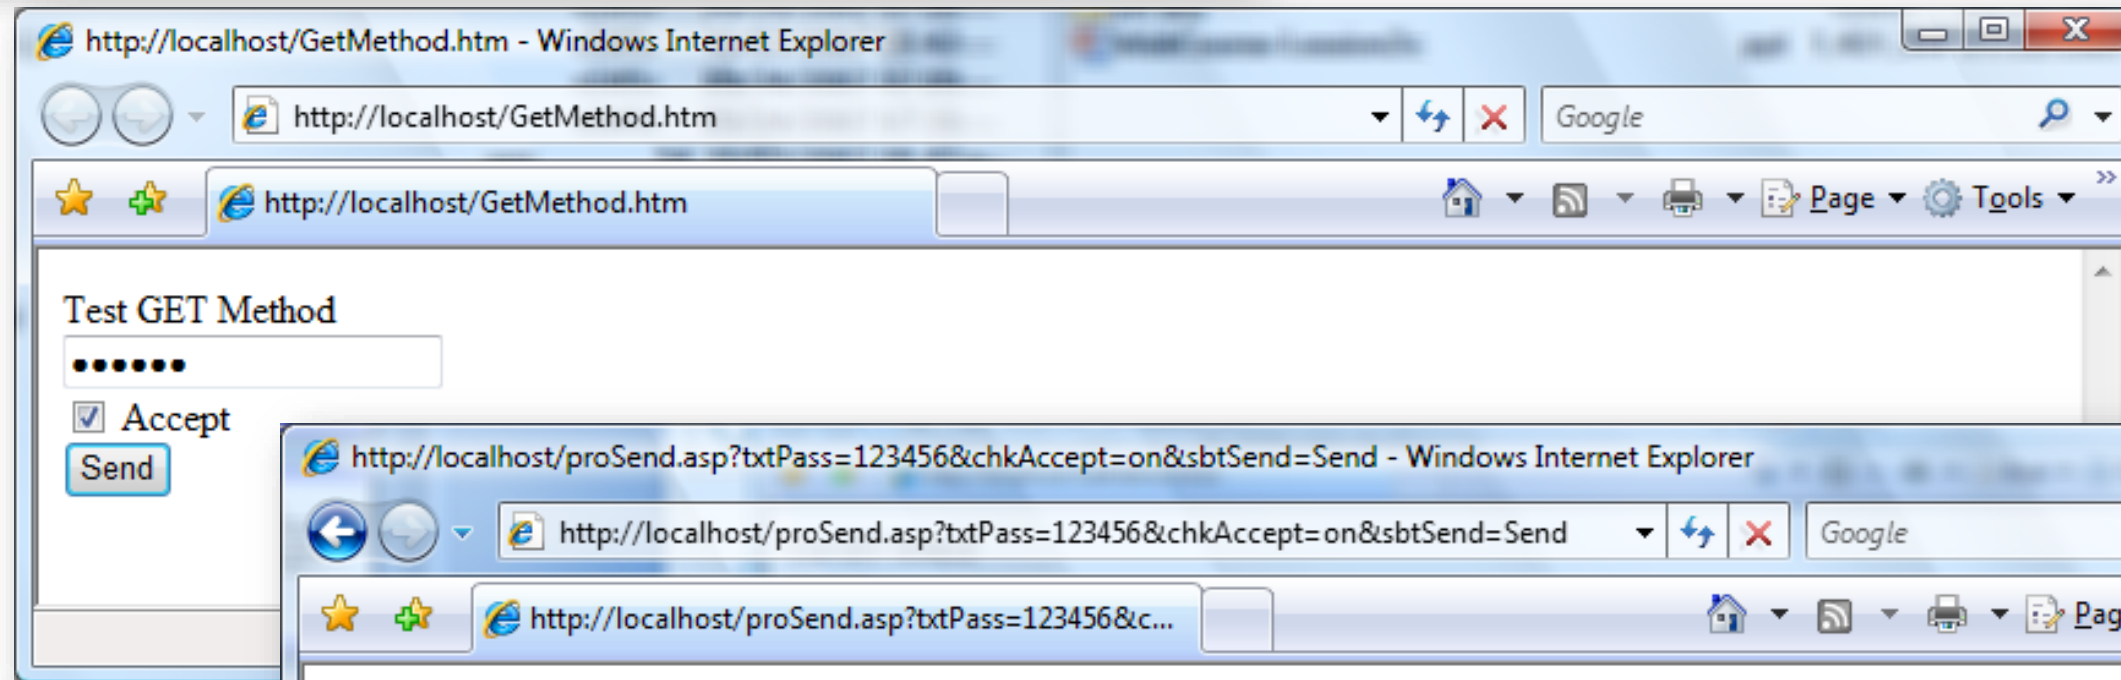 http://localhost/GetMethod.htm - Windows Internet Explorer
http://localhost/GetMethod.htm
Google
http://localhost/GetMethod.htm
Page
Tools
Test GET Method
••••••
Accept
Send
http://localhost/proSend.asp?txtPass=123456&chkAccept=on&sbtSend=Send - Windows Internet Explorer
http://localhost/proSend.asp?txtPass=123456&chkAccept=on&sbtSend=Send
Google
http://localhost/proSend.asp?txtPass=123456&c...
Pag